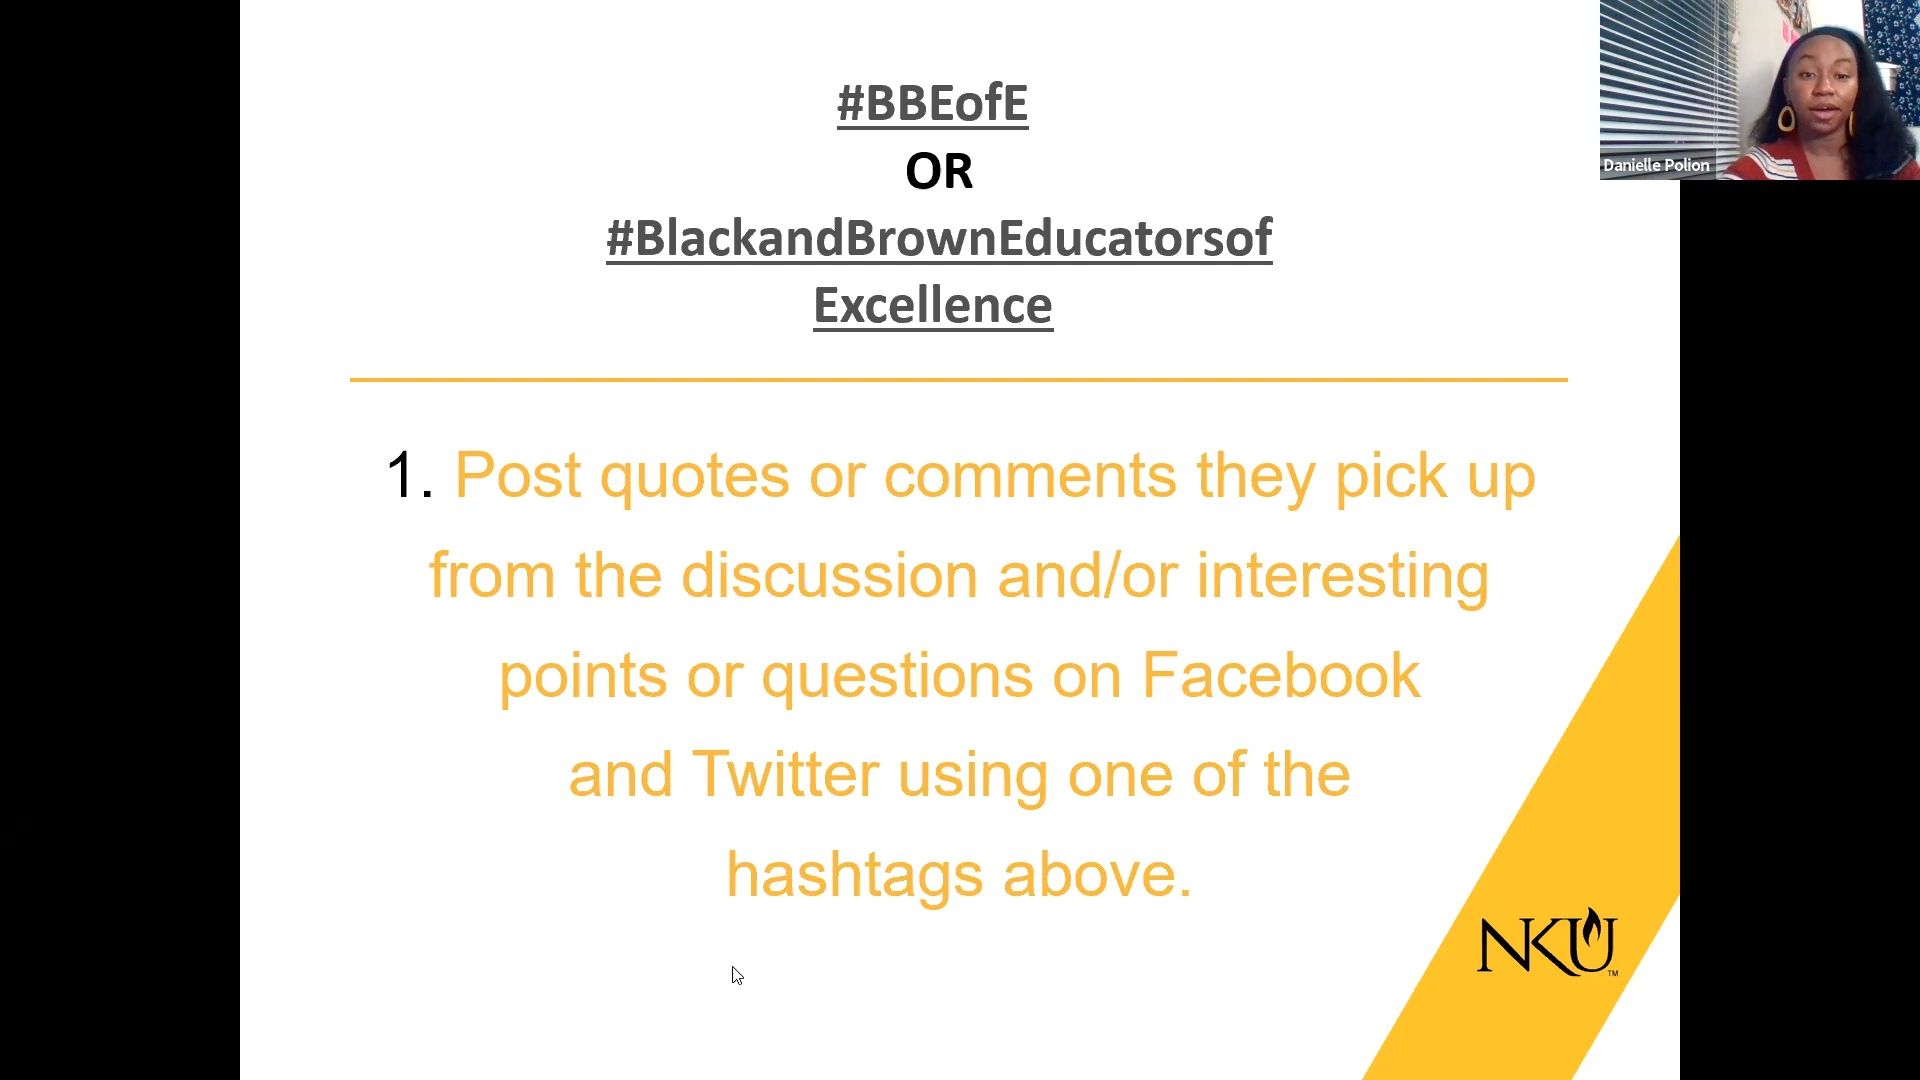 #BBEofE
OR
#BlackandBrownEducatorsof
Excellence
1. Post quotes or comments they pick up
from the discussion and/or interesting
points or questions on Facebook
and Twitter using one of the
hashtags above.
NKU
TM
Danielle Polion